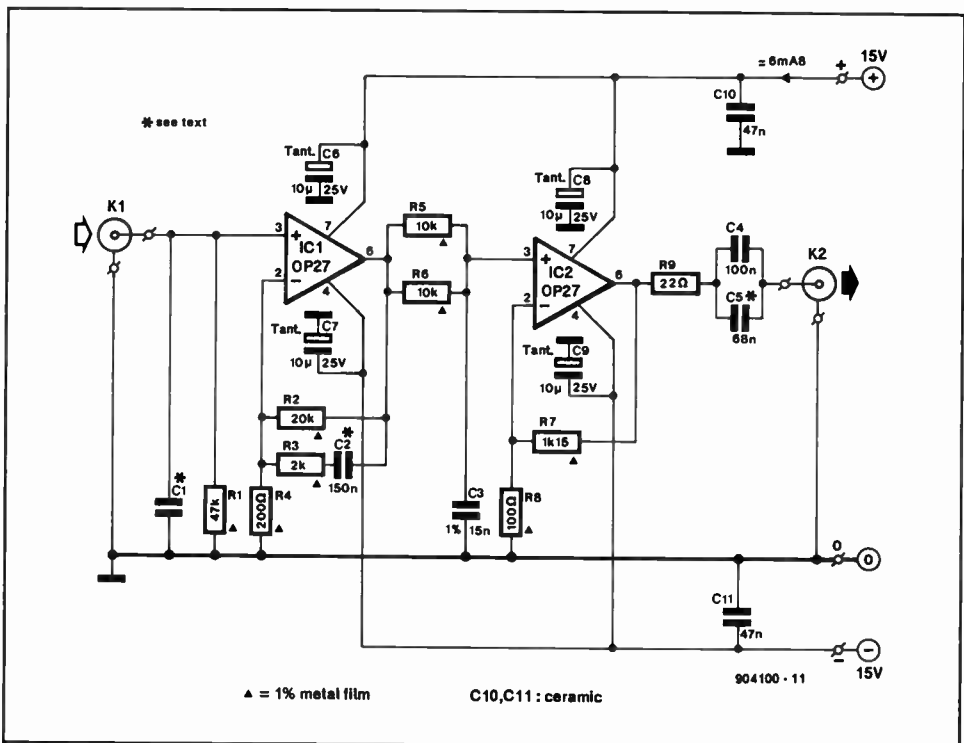 = 6mA8
+
15V
+
C10
47n
* see text
Tant.
C6
10µ
25V
K1
3
+
7
IC1
OP27
6
2
−
4
Tant.
C7
10µ
25V
R5
10k
▲
R6
10k
▲
Tant.
C8
10µ
25V
3
+
7
IC2
OP27
6
2
−
4
Tant.
C9
10µ
25V
R9
22Ω
C4
100n
C5*
68n
K2
R2
20k
▲
R3
2k
▲
C2*
150n
R7
1k15
▲
C1*
47k
R1
▲
200Ω
R4
▲
C3
1%
15n
100Ω
R8
▲
0
0
C11
47n
−
−
15V
904100 - 11
▲ = 1% metal film
C10,C11 : ceramic